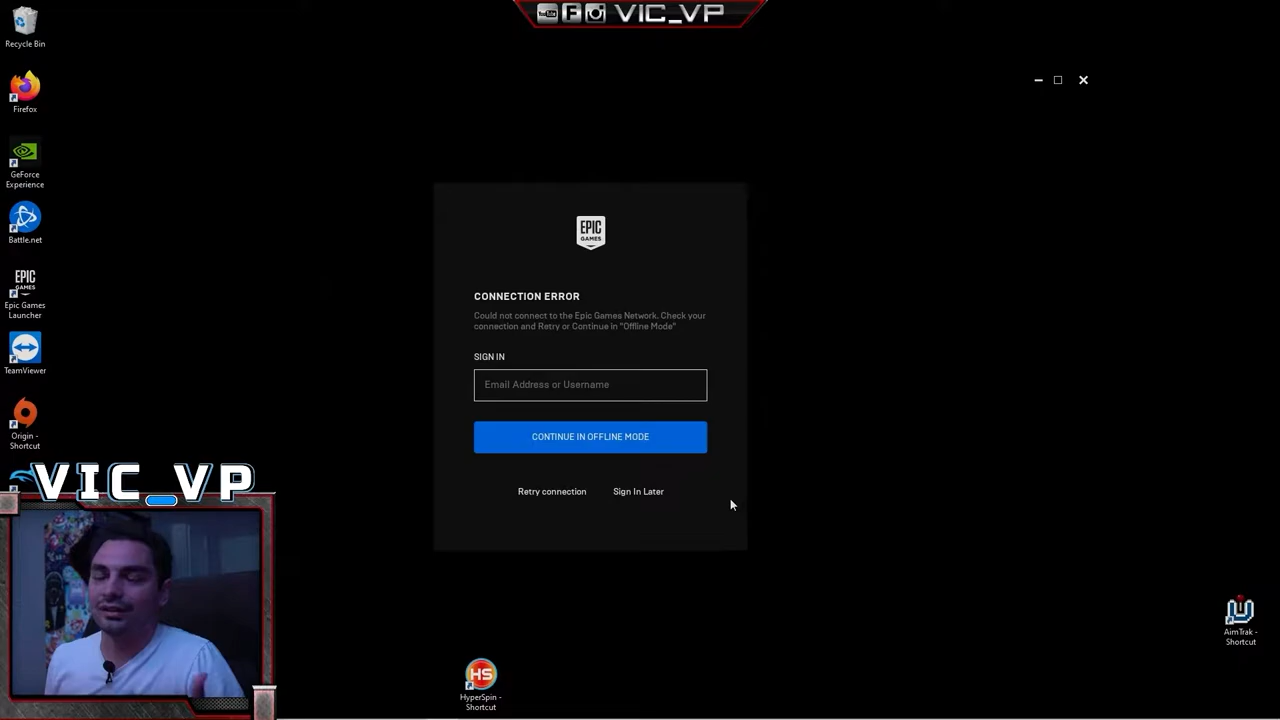 VIC_VP
Recycle Bin
Firefox
GeForce
Experience
Battle.net
EPIC
GAMES
Epic Games
Launcher
TeamViewer
Origin -
Shortcut
EPIC
GAMES
CONNECTION ERROR
Could not connect to the Epic Games Network. Check your
connection and Retry or Continue in "Offline Mode"
SIGN IN
Email Address or Username
CONTINUE IN OFFLINE MODE
Retry connection
Sign In Later
VIC_VP
HS
HyperSpin -
Shortcut
AimTrak -
Shortcut